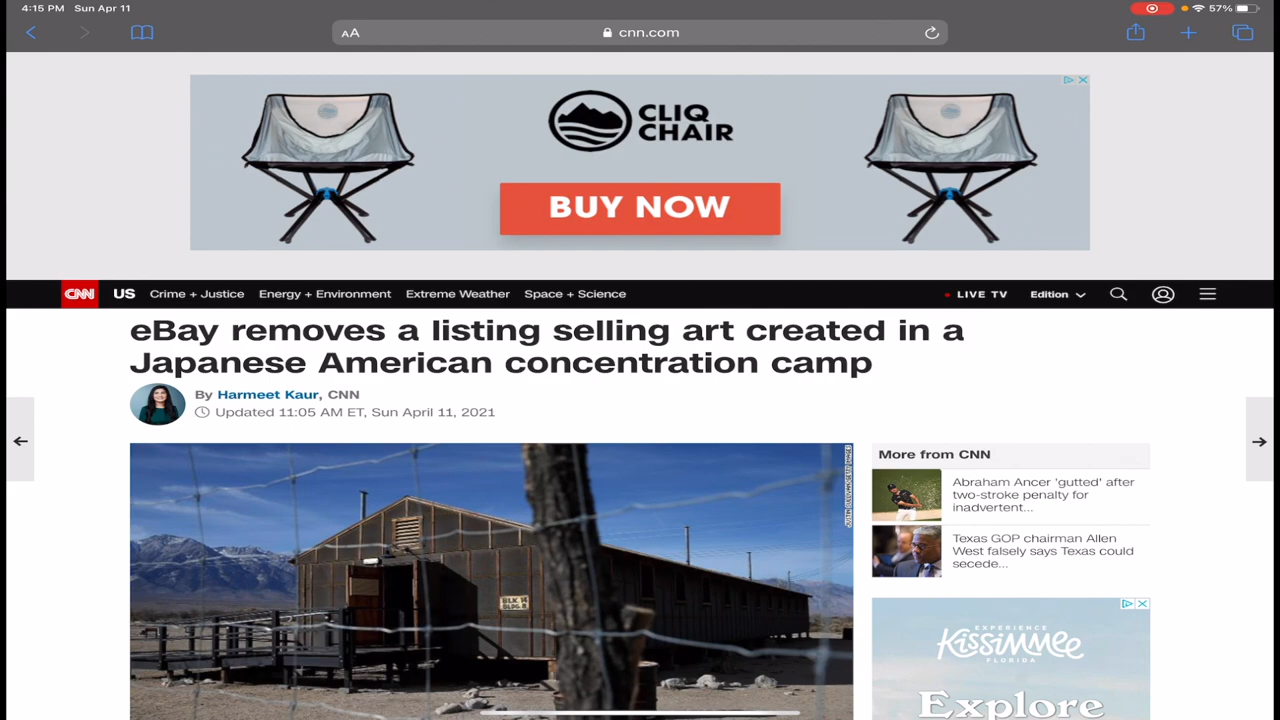 4:15 PM Sun Apr 11
57%
AA
cnn.com
CLIQ
CHAIR
BUY NOW
CNN US Crime + Justice Energy + Environment Extreme Weather Space + Science LIVE TV Edition
eBay removes a listing selling art created in a
Japanese American concentration camp
By Harmeet Kaur, CNN
Updated 11:05 AM ET, Sun April 11, 2021
BLK. 14
More from CNN
Abraham Ancer 'gutted' after
two-stroke penalty for
inadvertent...
Texas GOP chairman Allen
West falsely says Texas could
secede...
EXPERIENCE
Kissimmee
FLORIDA
Explore